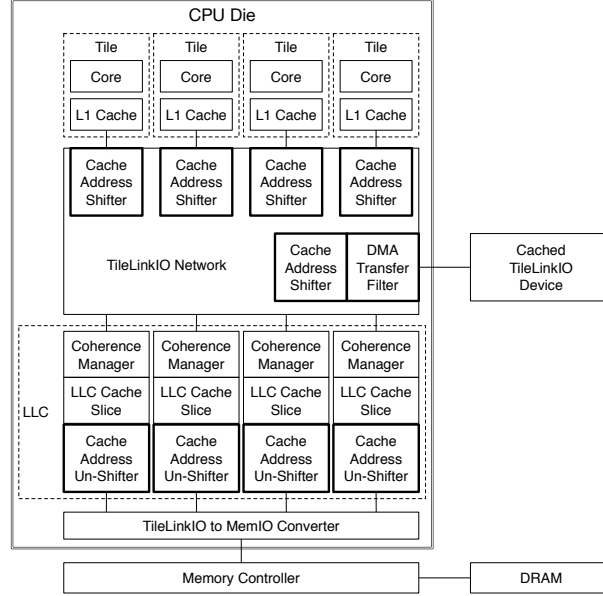 CPU Die
Tile Tile Tile Tile
Core Core Core Core
L1 Cache L1 Cache L1 Cache L1 Cache
Cache Cache Cache Cache
Address Address Address Address
Shifter Shifter Shifter Shifter
TileLinkIO Network
Cache
Address
Shifter
DMA
Transfer
Filter
Cached
TileLinkIO
Device
LLC
Coherence Coherence Coherence Coherence
Manager Manager Manager Manager
LLC Cache LLC Cache LLC Cache LLC Cache
Slice Slice Slice Slice
Cache Cache Cache Cache
Address Address Address Address
Un-Shifter Un-Shifter Un-Shifter Un-Shifter
TileLinkIO to MemIO Converter
Memory Controller
DRAM